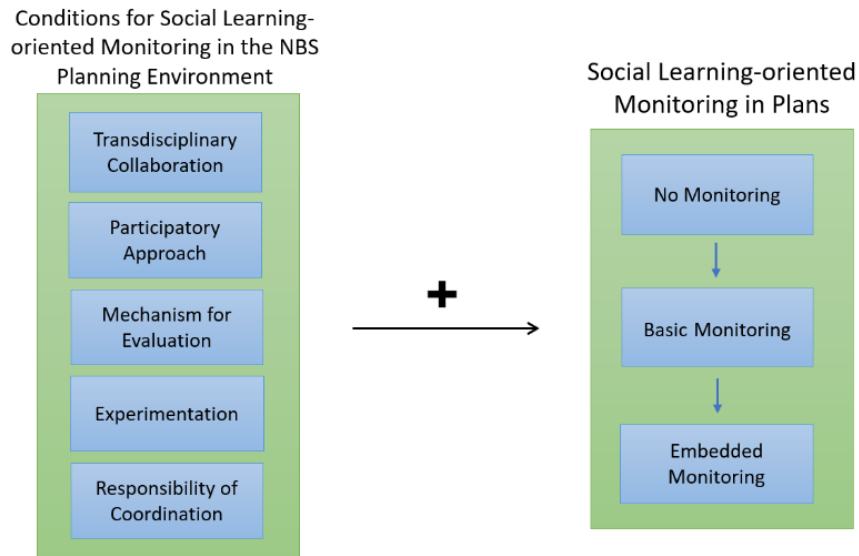 Conditions for Social Learning-
oriented Monitoring in the NBS
Planning Environment
Transdisciplinary
Collaboration
Participatory
Approach
Mechanism for
Evaluation
Experimentation
Responsibility of
Coordination
+
Social Learning-oriented
Monitoring in Plans
No Monitoring
Basic Monitoring
Embedded
Monitoring